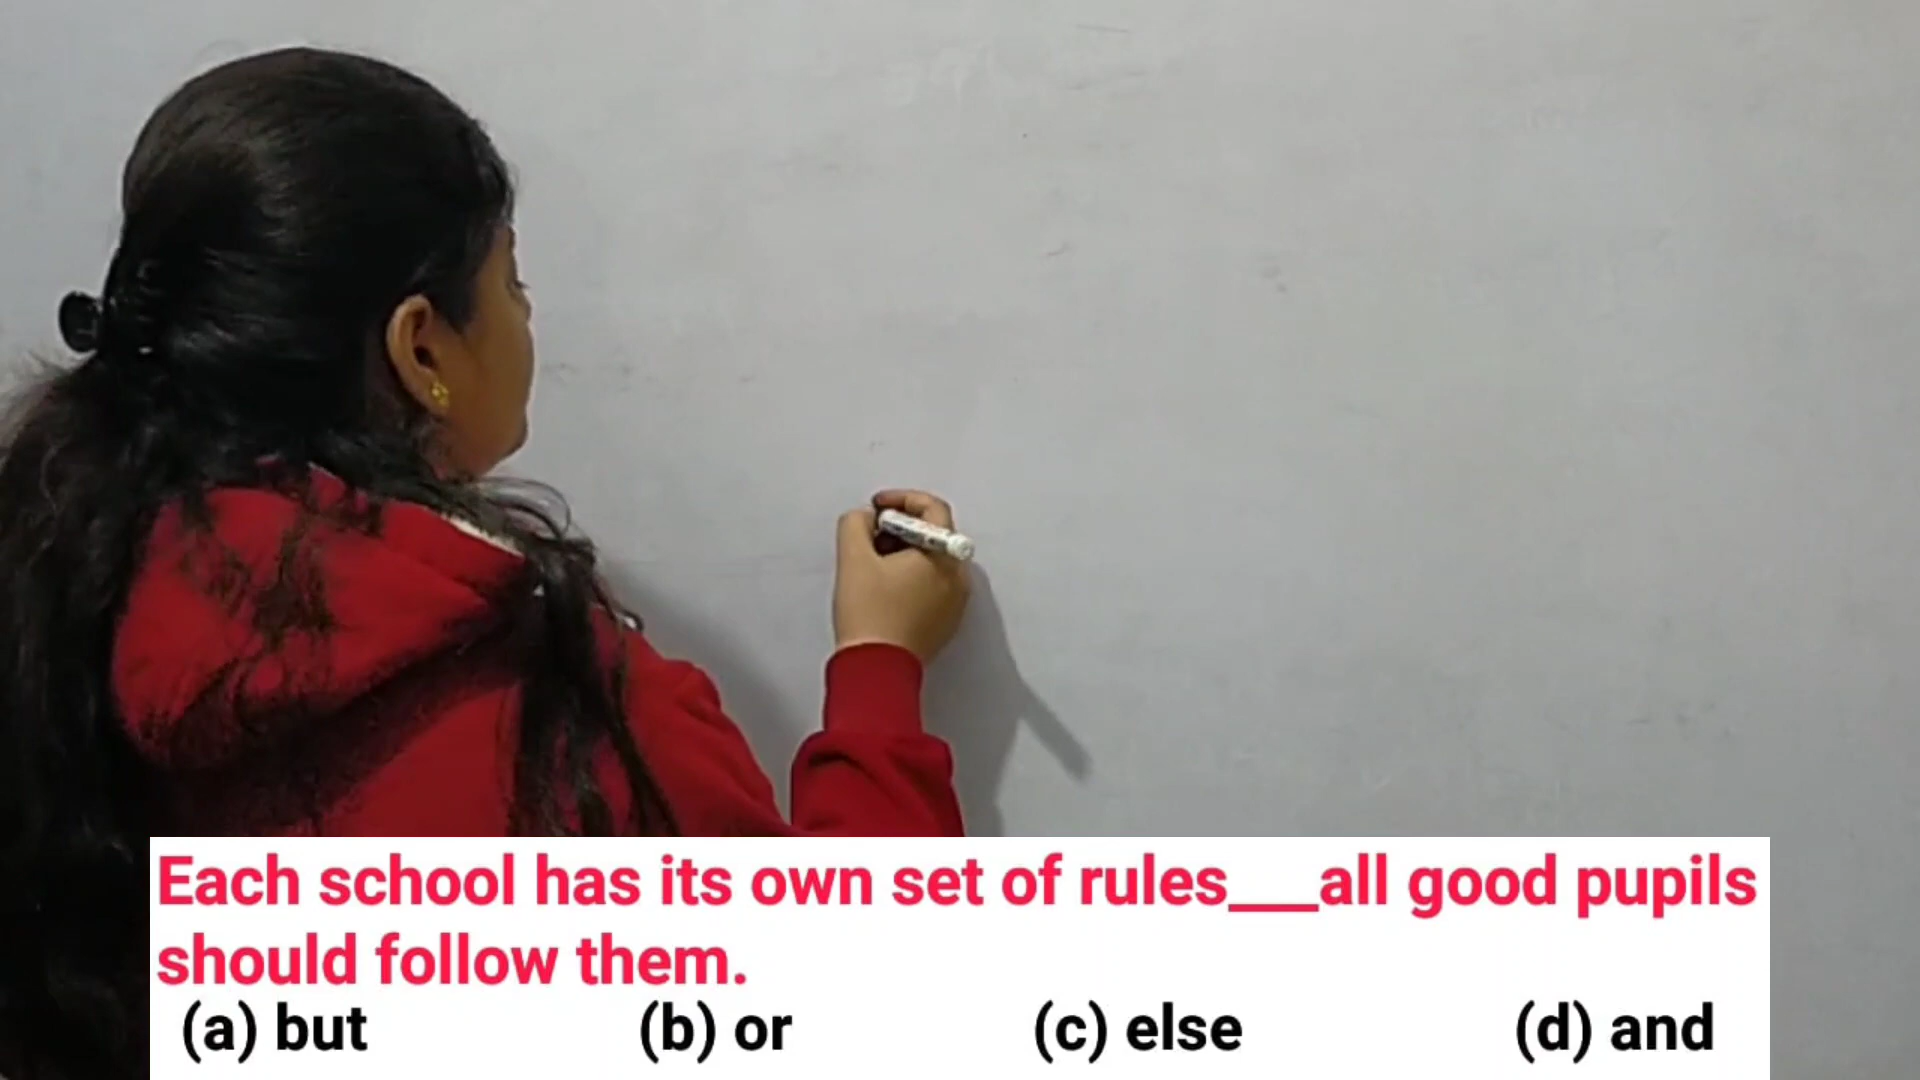 Each school has its own set of rules___all good pupils
should follow them.
(a) but (b) or (c) else (d) and